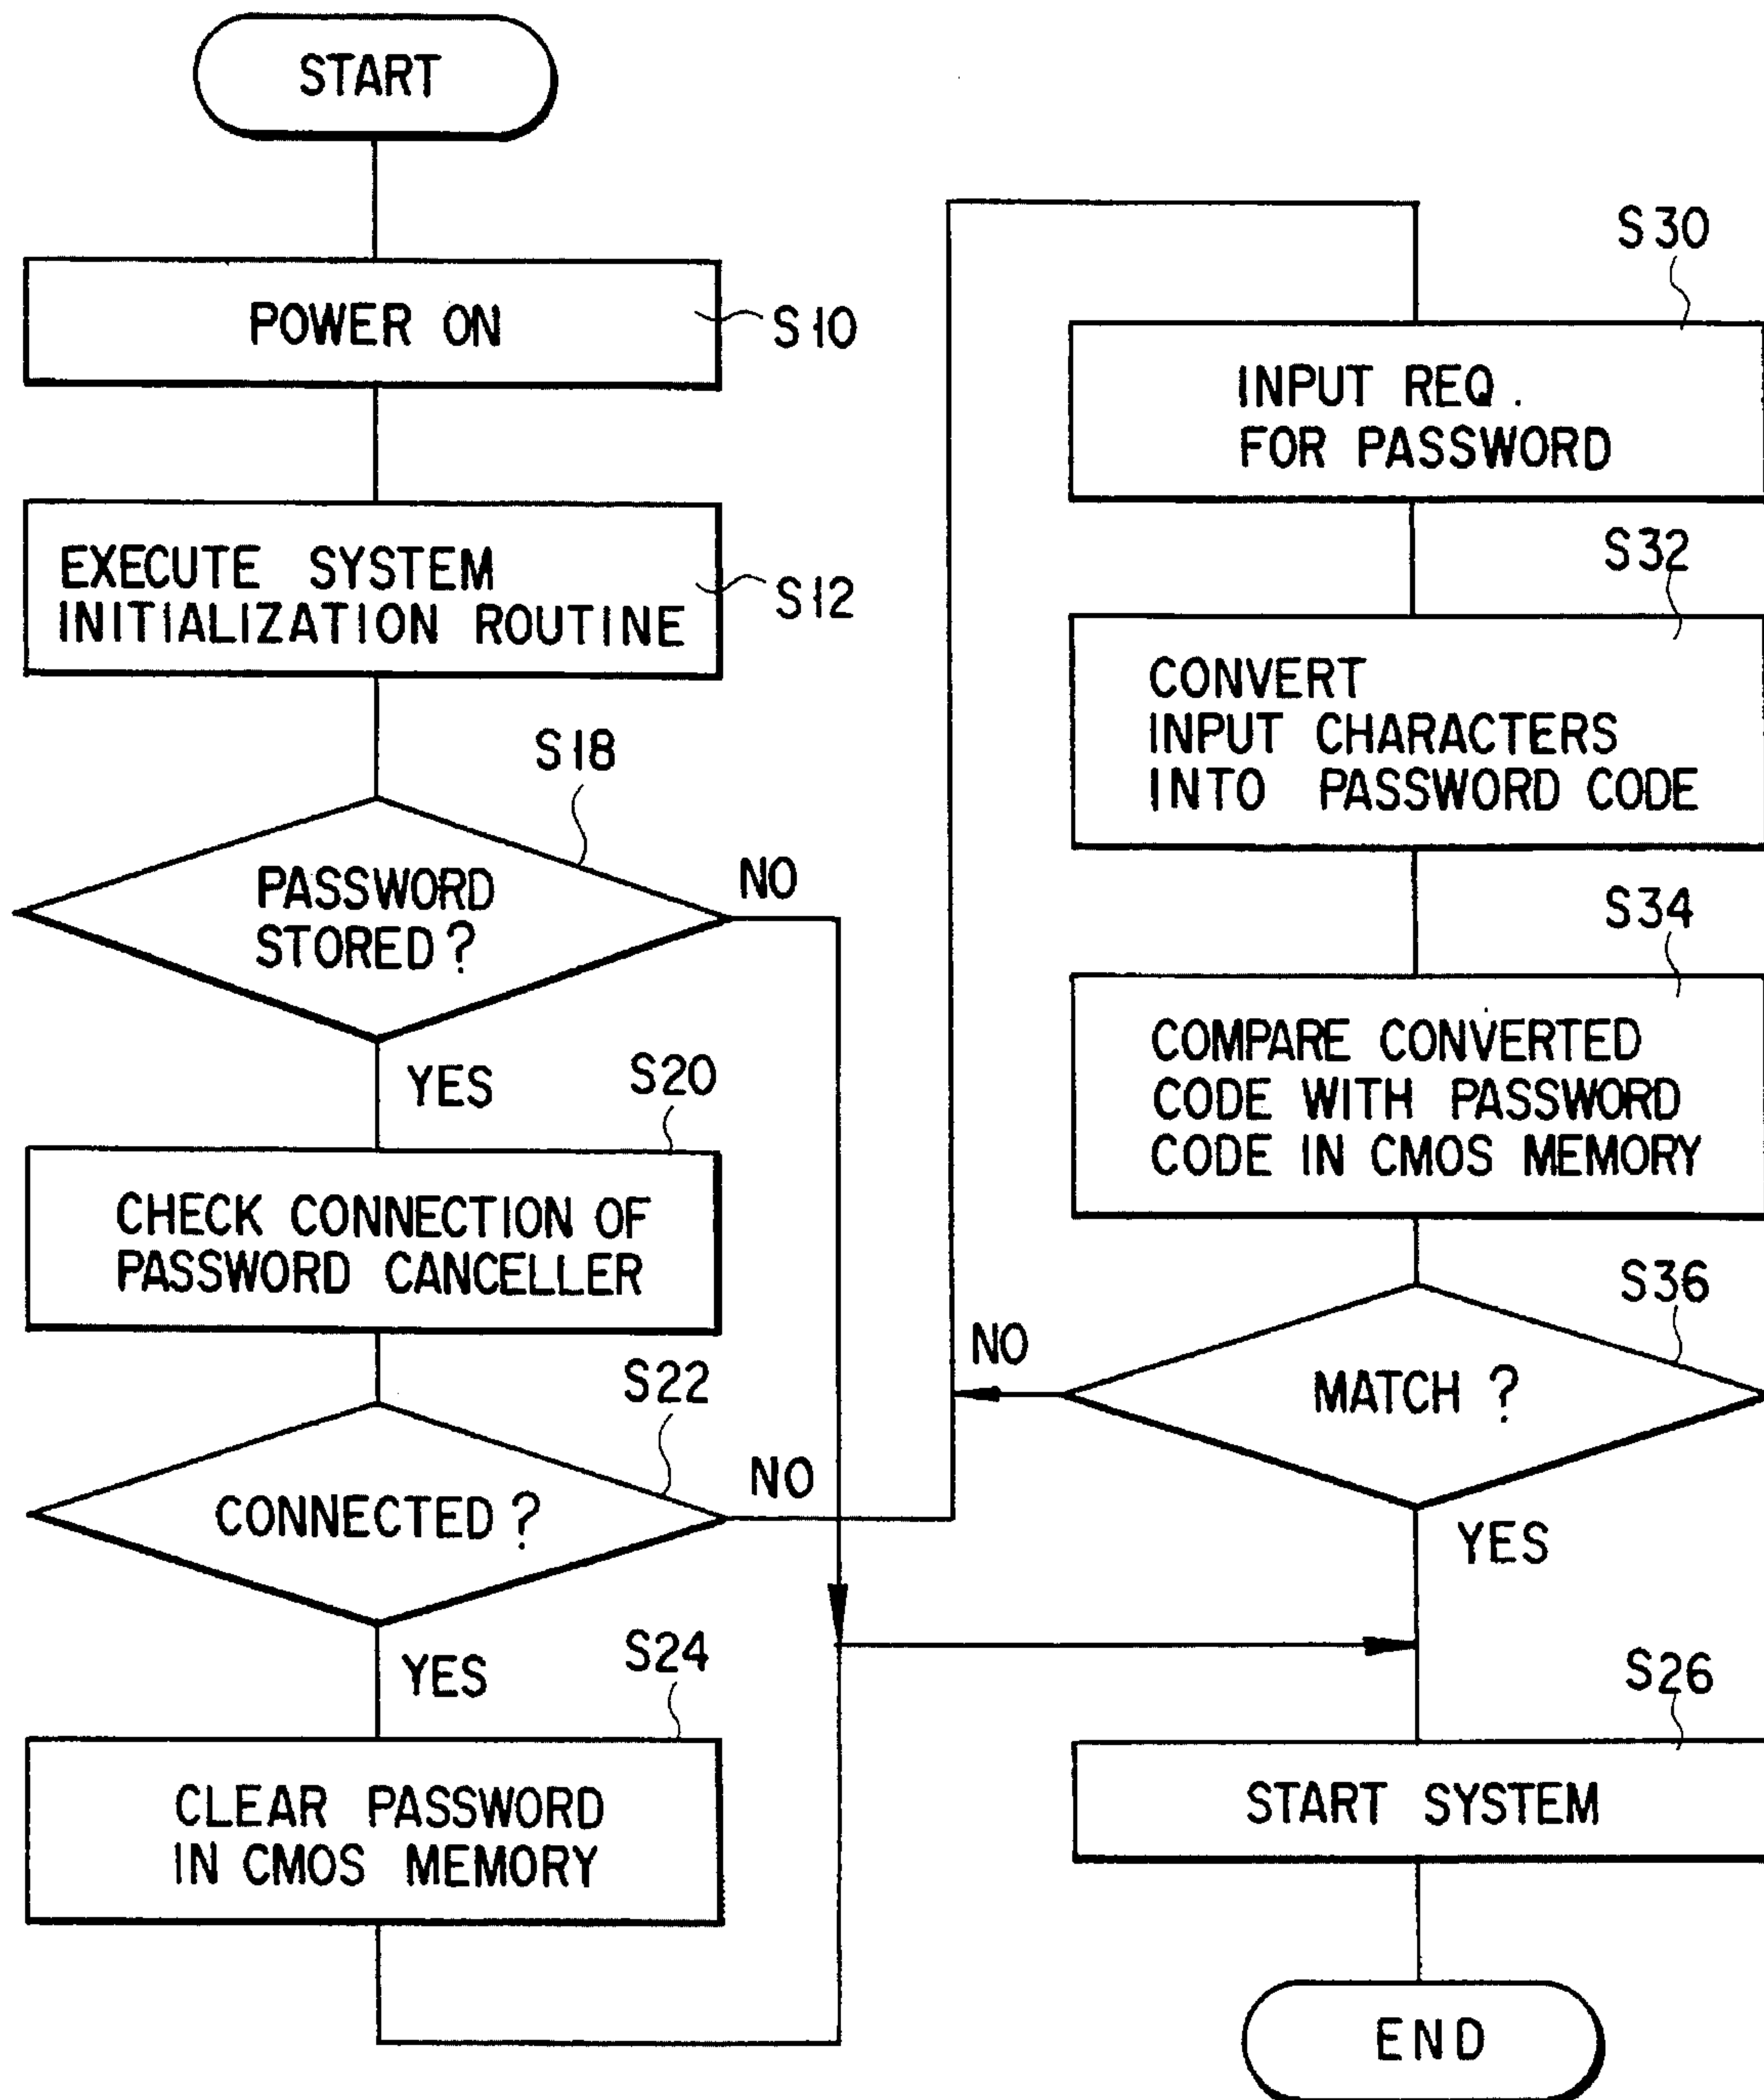 START
POWER ON
S10
EXECUTE SYSTEM
INITIALIZATION ROUTINE
S12
S18
PASSWORD
STORED?
NO
YES
S20
CHECK CONNECTION OF
PASSWORD CANCELLER
S22
CONNECTED?
NO
YES
S24
CLEAR PASSWORD
IN CMOS MEMORY
S30
INPUT REQ.
FOR PASSWORD
S32
CONVERT
INPUT CHARACTERS
INTO PASSWORD CODE
S34
COMPARE CONVERTED
CODE WITH PASSWORD
CODE IN CMOS MEMORY
S36
MATCH?
NO
YES
S26
START SYSTEM
END